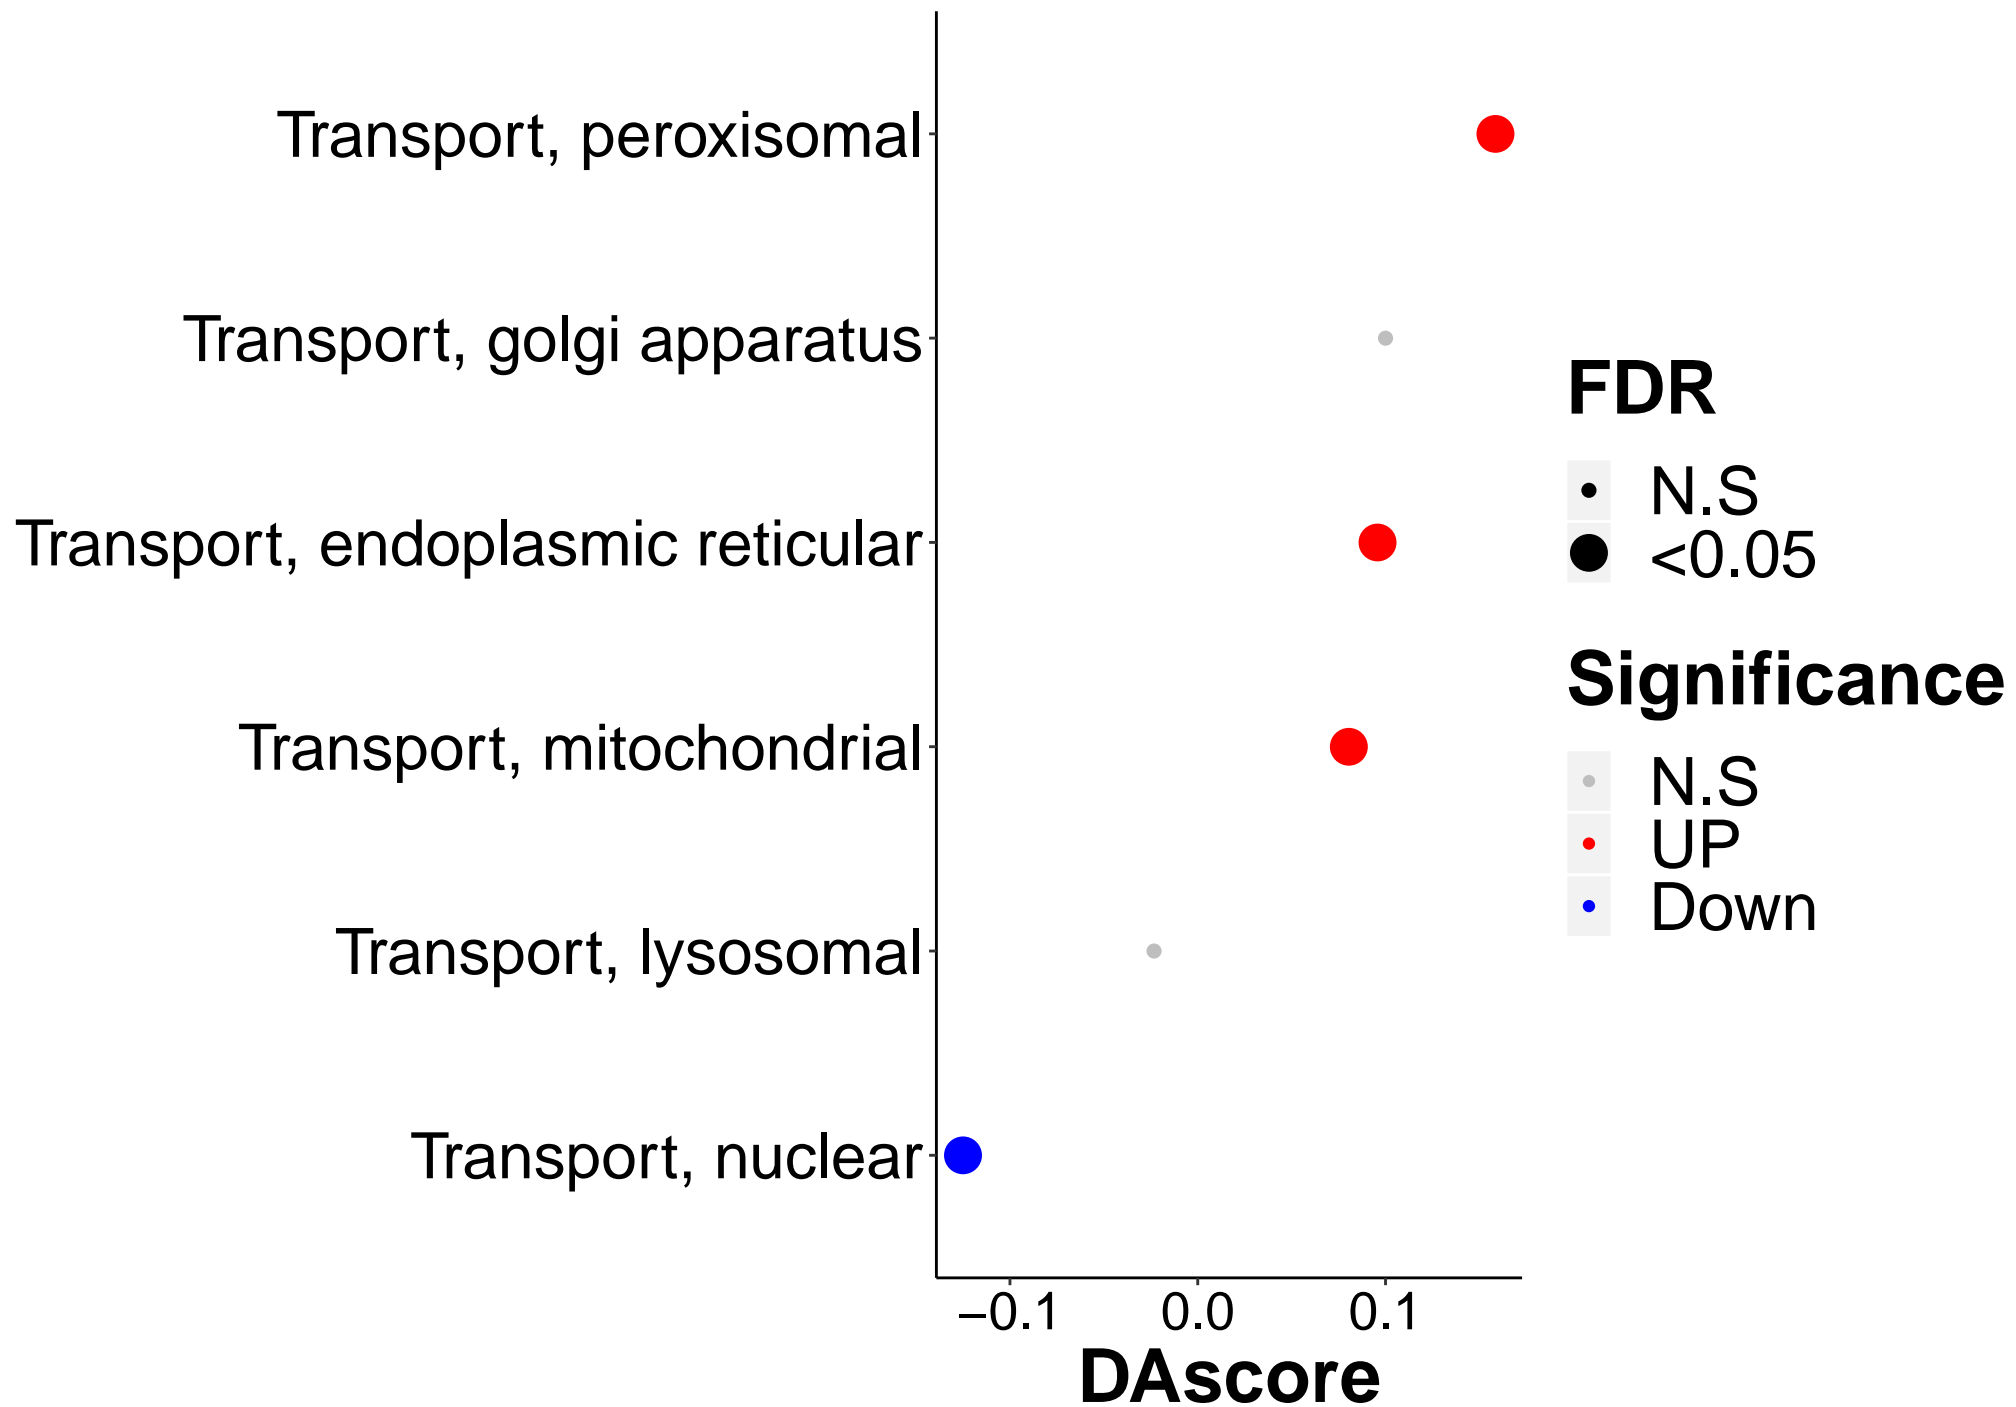 Transport, peroxisomal
Transport, golgi apparatus
Transport, endoplasmic reticular
Transport, mitochondrial
Transport, lysosomal
Transport, nuclear
−0.1 0.0 0.1
DAscore
FDR
N.S
<0.05
Significance
N.S
UP
Down